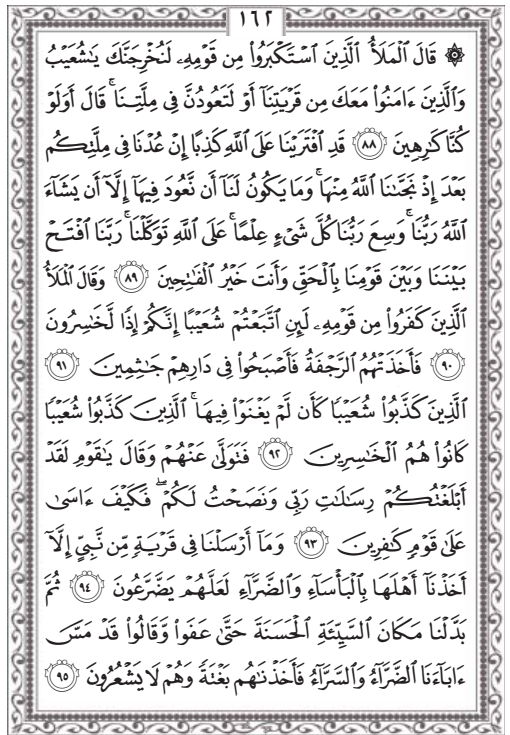 ١٦٢
۞ قَالَ ٱلْمَلَأُ ٱلَّذِينَ ٱسْتَكْبَرُوا۟ مِن قَوْمِهِۦ لَنُخْرِجَنَّكَ يَـٰشُعَيْبُ
وَٱلَّذِينَ ءَامَنُوا۟ مَعَكَ مِن قَرْيَتِنَآ أَوْ لَتَعُودُنَّ فِى مِلَّتِنَا ۚ قَالَ أَوَلَوْ
كُنَّا كَـٰرِهِينَ ٨٨ قَدِ ٱفْتَرَيْنَا عَلَى ٱللَّهِ كَذِبًا إِنْ عُدْنَا فِى مِلَّتِكُم
بَعْدَ إِذْ نَجَّىٰنَا ٱللَّهُ مِنْهَا ۚ وَمَا يَكُونُ لَنَآ أَن نَّعُودَ فِيهَآ إِلَّآ أَن يَشَآءَ
ٱللَّهُ رَبُّنَا ۚ وَسِعَ رَبُّنَا كُلَّ شَىْءٍ عِلْمًا ۚ عَلَى ٱللَّهِ تَوَكَّلْنَا ۚ رَبَّنَا ٱفْتَحْ
بَيْنَنَا وَبَيْنَ قَوْمِنَا بِٱلْحَقِّ وَأَنتَ خَيْرُ ٱلْفَـٰتِحِينَ ٨٩ وَقَالَ ٱلْمَلَأُ
ٱلَّذِينَ كَفَرُوا۟ مِن قَوْمِهِۦ لَئِنِ ٱتَّبَعْتُمْ شُعَيْبًا إِنَّكُمْ إِذًا لَّخَـٰسِرُونَ
٩٠ فَأَخَذَتْهُمُ ٱلرَّجْفَةُ فَأَصْبَحُوا۟ فِى دَارِهِمْ جَـٰثِمِينَ ٩١
ٱلَّذِينَ كَذَّبُوا۟ شُعَيْبًا كَأَن لَّمْ يَغْنَوْا۟ فِيهَا ۚ ٱلَّذِينَ كَذَّبُوا۟ شُعَيْبًا
كَانُوا۟ هُمُ ٱلْخَـٰسِرِينَ ٩٢ فَتَوَلَّىٰ عَنْهُمْ وَقَالَ يَـٰقَوْمِ لَقَدْ
أَبْلَغْتُكُمْ رِسَـٰلَـٰتِ رَبِّى وَنَصَحْتُ لَكُمْ ۖ فَكَيْفَ ءَاسَىٰ
عَلَىٰ قَوْمٍ كَـٰفِرِينَ ٩٣ وَمَآ أَرْسَلْنَا فِى قَرْيَةٍ مِّن نَّبِىٍّ إِلَّآ
أَخَذْنَآ أَهْلَهَا بِٱلْبَأْسَآءِ وَٱلضَّرَّآءِ لَعَلَّهُمْ يَضَّرَّعُونَ ٩٤ ثُمَّ
بَدَّلْنَا مَكَانَ ٱلسَّيِّئَةِ ٱلْحَسَنَةَ حَتَّىٰ عَفَوا۟ وَّقَالُوا۟ قَدْ مَسَّ
ءَابَآءَنَا ٱلضَّرَّآءُ وَٱلسَّرَّآءُ فَأَخَذْنَـٰهُم بَغْتَةً وَهُمْ لَا يَشْعُرُونَ ٩٥